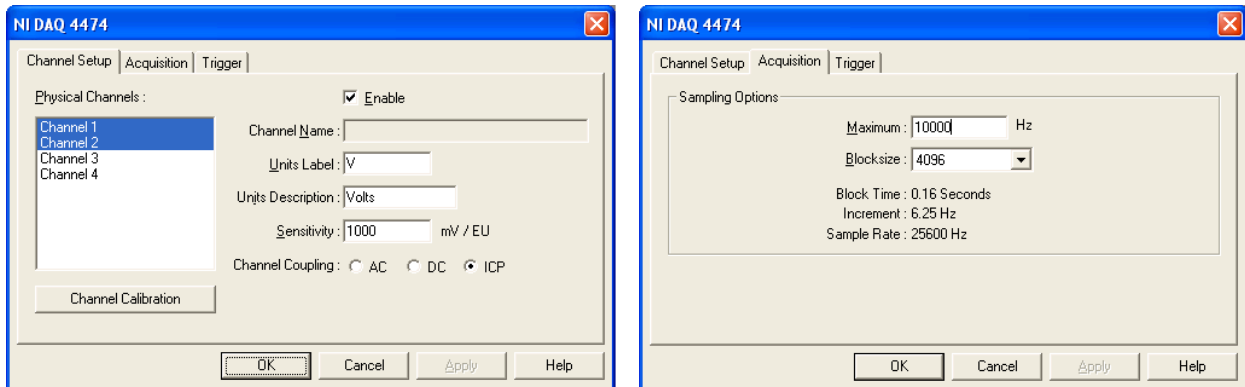 NI DAQ 4474
Channel Setup Acquisition Trigger
Physical Channels :
Channel 1
Channel 2
Channel 3
Channel 4
Enable
Channel Name :
Units Label : V
Units Description : Volts
Sensitivity : 1000 mV / EU
Channel Coupling : AC DC ICP
Channel Calibration
OK Cancel Apply Help
NI DAQ 4474
Channel Setup Acquisition Trigger
Sampling Options
Maximum : 10000 Hz
Blocksize : 4096
Block Time : 0.16 Seconds
Increment : 6.25 Hz
Sample Rate : 25600 Hz
OK Cancel Apply Help